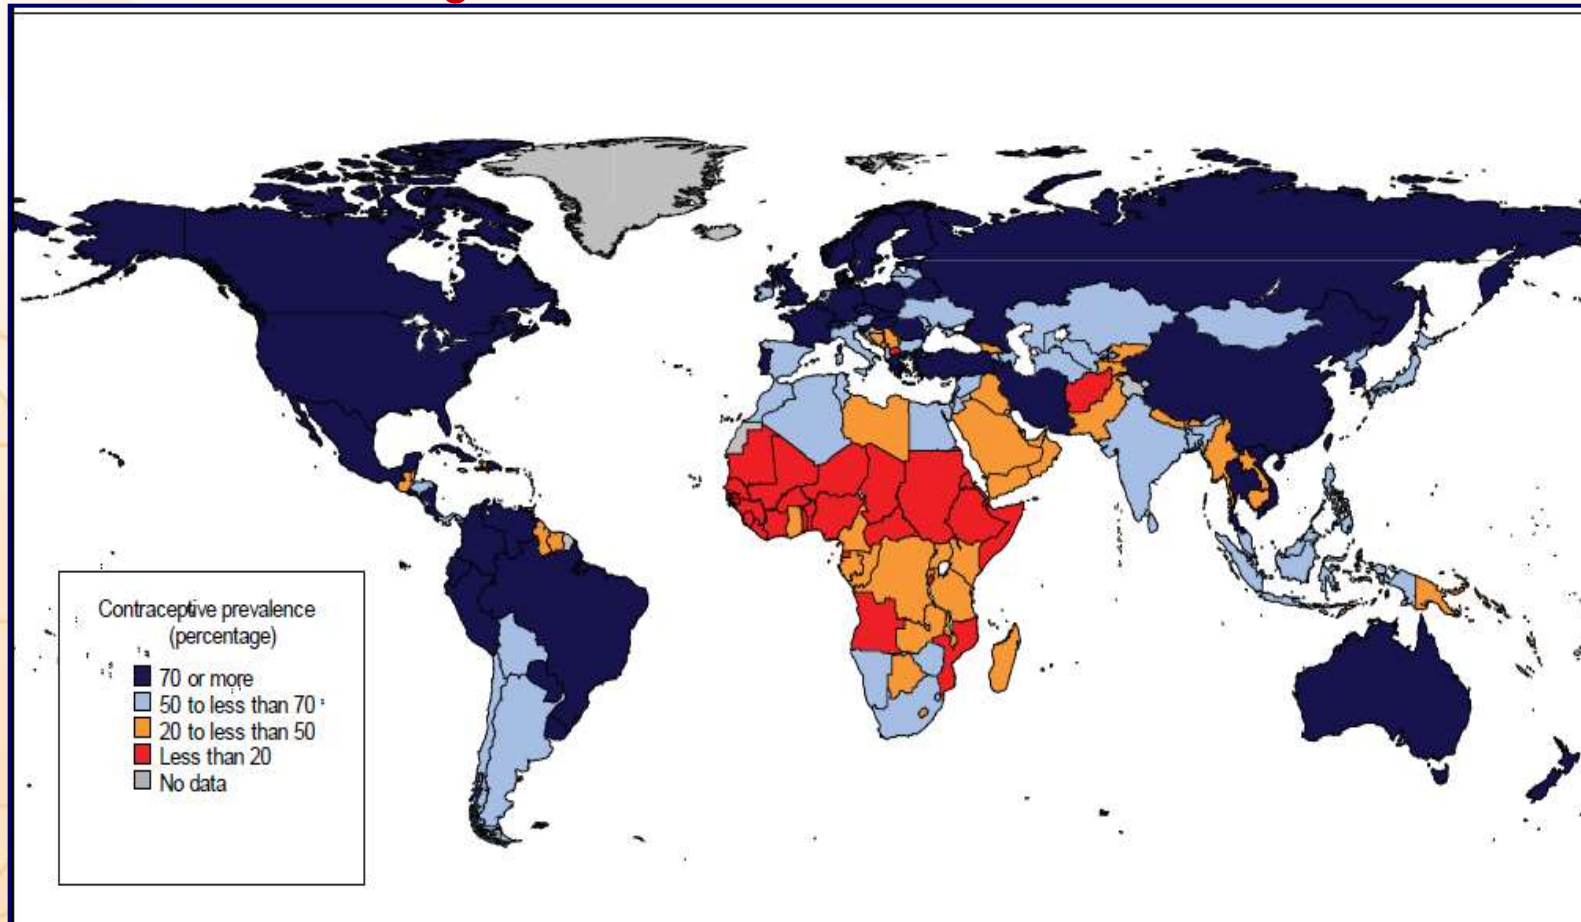 Contraceptive prevalence
(percentage)
70 or more
50 to less than 70
20 to less than 50
Less than 20
No data